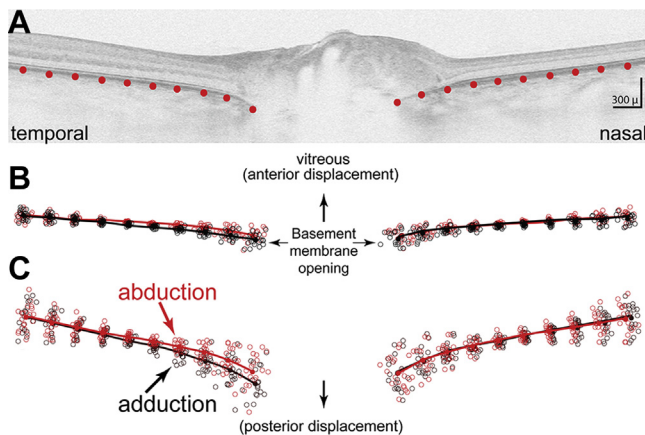 A
300 μ
temporal
nasal
vitreous
(anterior displacement)
B
Basement
membrane
opening
C
abduction
adduction
(posterior displacement)